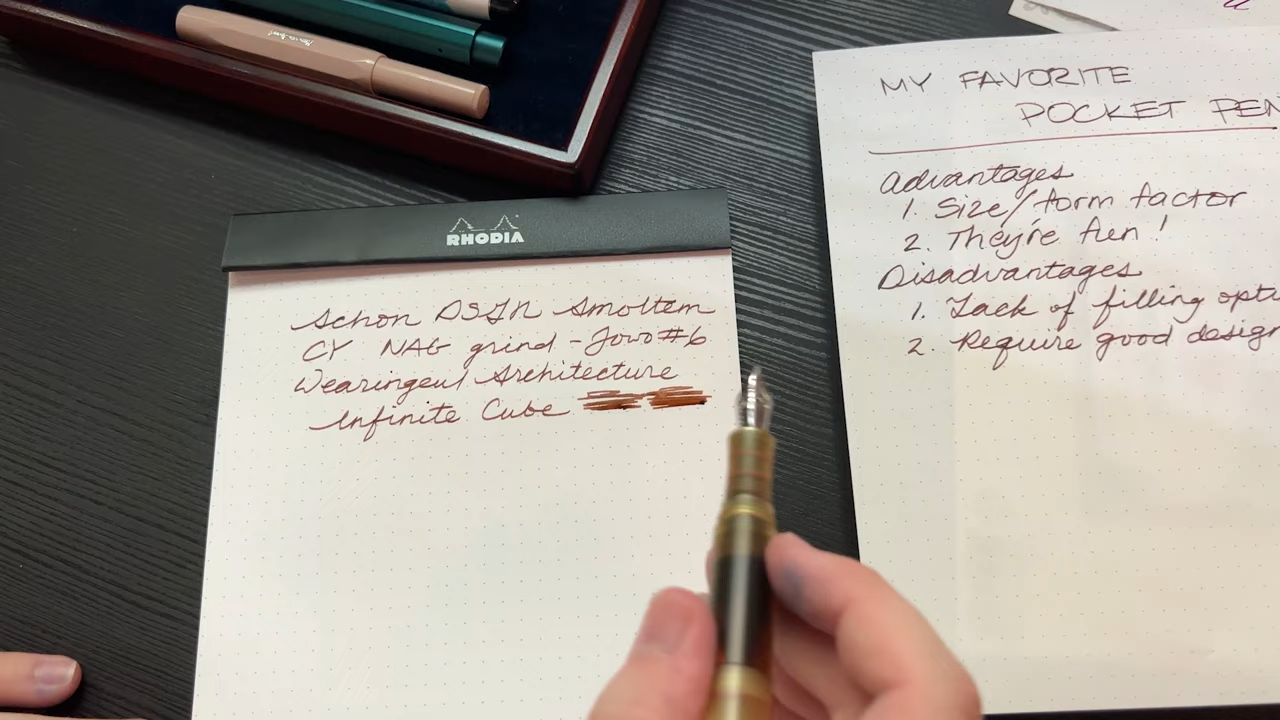 RHODIA
Schon DSGN Smoltem
CY NAG grind - Jowo #6
Wearingeul Architecture
Infinite Cube
MY FAVORITE
POCKET PEN
Advantages
1. Size/form factor
2. They're fun!
Disadvantages
1. Lack of filling opti
2. Require good design